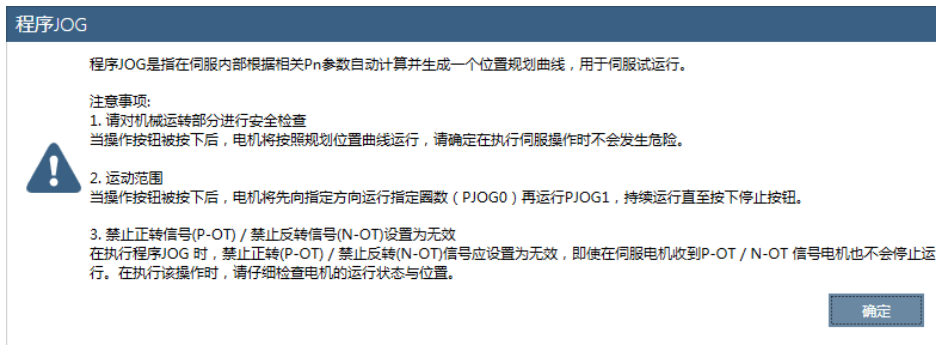 程序JOG
程序JOG是指在伺服内部根据相关Pn参数自动计算并生成一个位置规划曲线，用于伺服试运行。
注意事项:
1. 请对机械运转部分进行安全检查
当操作按钮被按下后，电机将按照规划位置曲线运行，请确定在执行伺服操作时不会发生危险。
2. 运动范围
当操作按钮被按下后，电机将先向指定方向运行指定圈数（PJOG0）再运行PJOG1，持续运行直至按下停止按钮。
3. 禁止正转信号(P-OT) / 禁止反转信号(N-OT)设置为无效
在执行程序JOG 时，禁止正转(P-OT) / 禁止反转(N-OT)信号应设置为无效，即使在伺服电机收到P-OT / N-OT 信号电机也不会停止运
行。在执行该操作时，请仔细检查电机的运行状态与位置。
确定